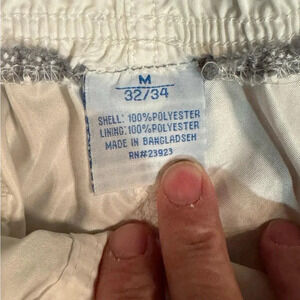 M
32/34
SHELL: 100% POLYESTER
LINING: 100% POLYESTER
MADE IN BANGLADSEH
RN#23923